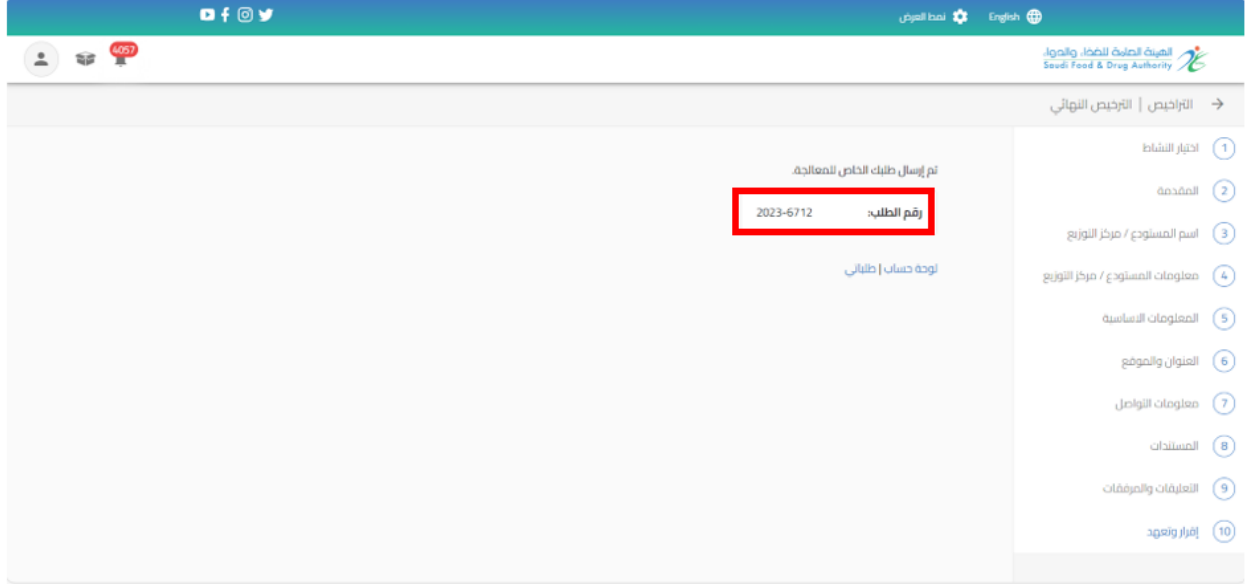 English نمط العرض
الهيئة العامة للغذاء والدواء
Saudi Food & Drug Authority
4057
التراخيص | الترخيص النهائي
1 اختيار النشاط
2 المقدمة
3 اسم المستودع / مركز التوزيع
4 معلومات المستودع / مركز التوزيع
5 المعلومات الاساسية
6 العنوان والموقع
7 معلومات التواصل
8 المستندات
9 التعليقات والمرفقات
10 إقرار وتعهد
تم إرسال طلبك الخاص للمعالجة.
رقم الطلب: 2023-6712
لوحة حساب | طلباتي